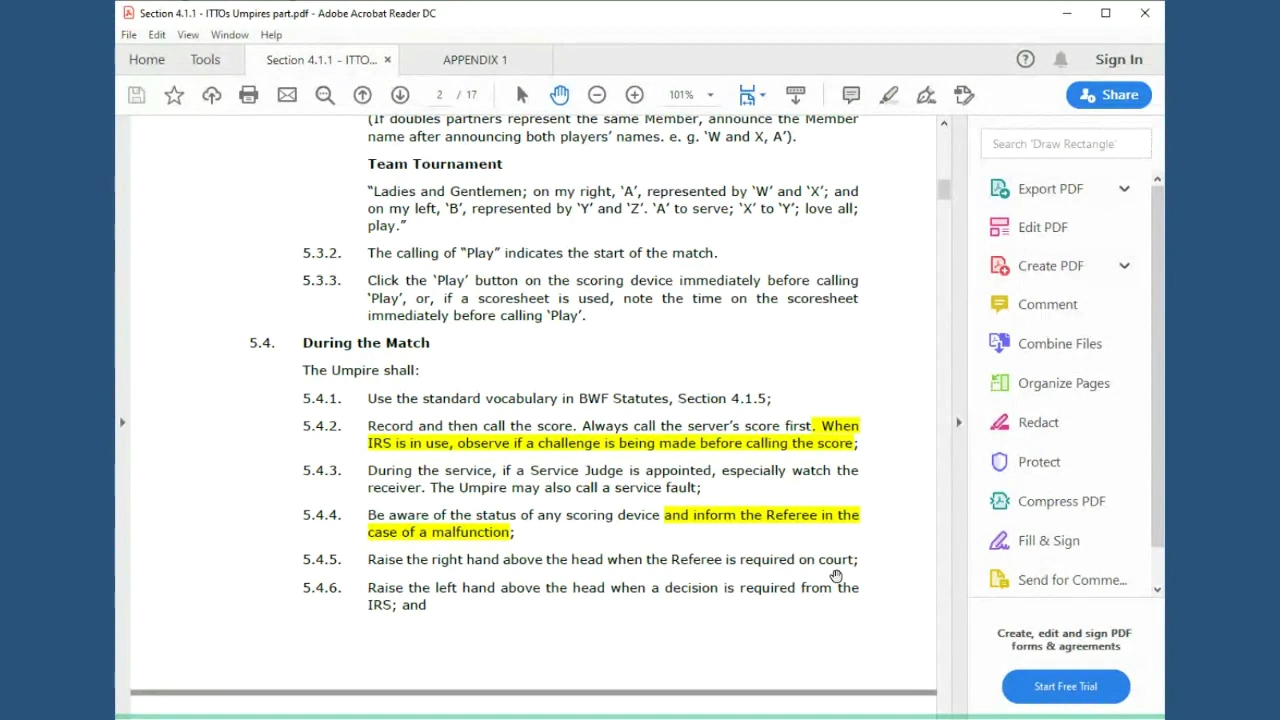 Section 4.1.1 - ITTOs Umpires part.pdf - Adobe Acrobat Reader DC
File Edit View Window Help
Home Tools Section 4.1.1 - ITTO... × APPENDIX 1 Sign In
2 / 17 101% Share
(If doubles partners represent the same Member, announce the Member
name after announcing both players’ names. e. g. ‘W and X, A’).
Team Tournament
“Ladies and Gentlemen; on my right, ‘A’, represented by ‘W’ and ‘X’; and
on my left, ‘B’, represented by ‘Y’ and ‘Z’. ‘A’ to serve; ‘X’ to ‘Y’; love all;
play.”
5.3.2. The calling of “Play” indicates the start of the match.
5.3.3. Click the ‘Play’ button on the scoring device immediately before calling
‘Play’, or, if a scoresheet is used, note the time on the scoresheet
immediately before calling ‘Play’.
5.4. During the Match
The Umpire shall:
5.4.1. Use the standard vocabulary in BWF Statutes, Section 4.1.5;
5.4.2. Record and then call the score. Always call the server’s score first. When
IRS is in use, observe if a challenge is being made before calling the score;
5.4.3. During the service, if a Service Judge is appointed, especially watch the
receiver. The Umpire may also call a service fault;
5.4.4. Be aware of the status of any scoring device and inform the Referee in the
case of a malfunction;
5.4.5. Raise the right hand above the head when the Referee is required on court;
5.4.6. Raise the left hand above the head when a decision is required from the
IRS; and
Search 'Draw Rectangle'
Export PDF
Edit PDF
Create PDF
Comment
Combine Files
Organize Pages
Redact
Protect
Compress PDF
Fill & Sign
Send for Comme...
Create, edit and sign PDF
forms & agreements
Start Free Trial